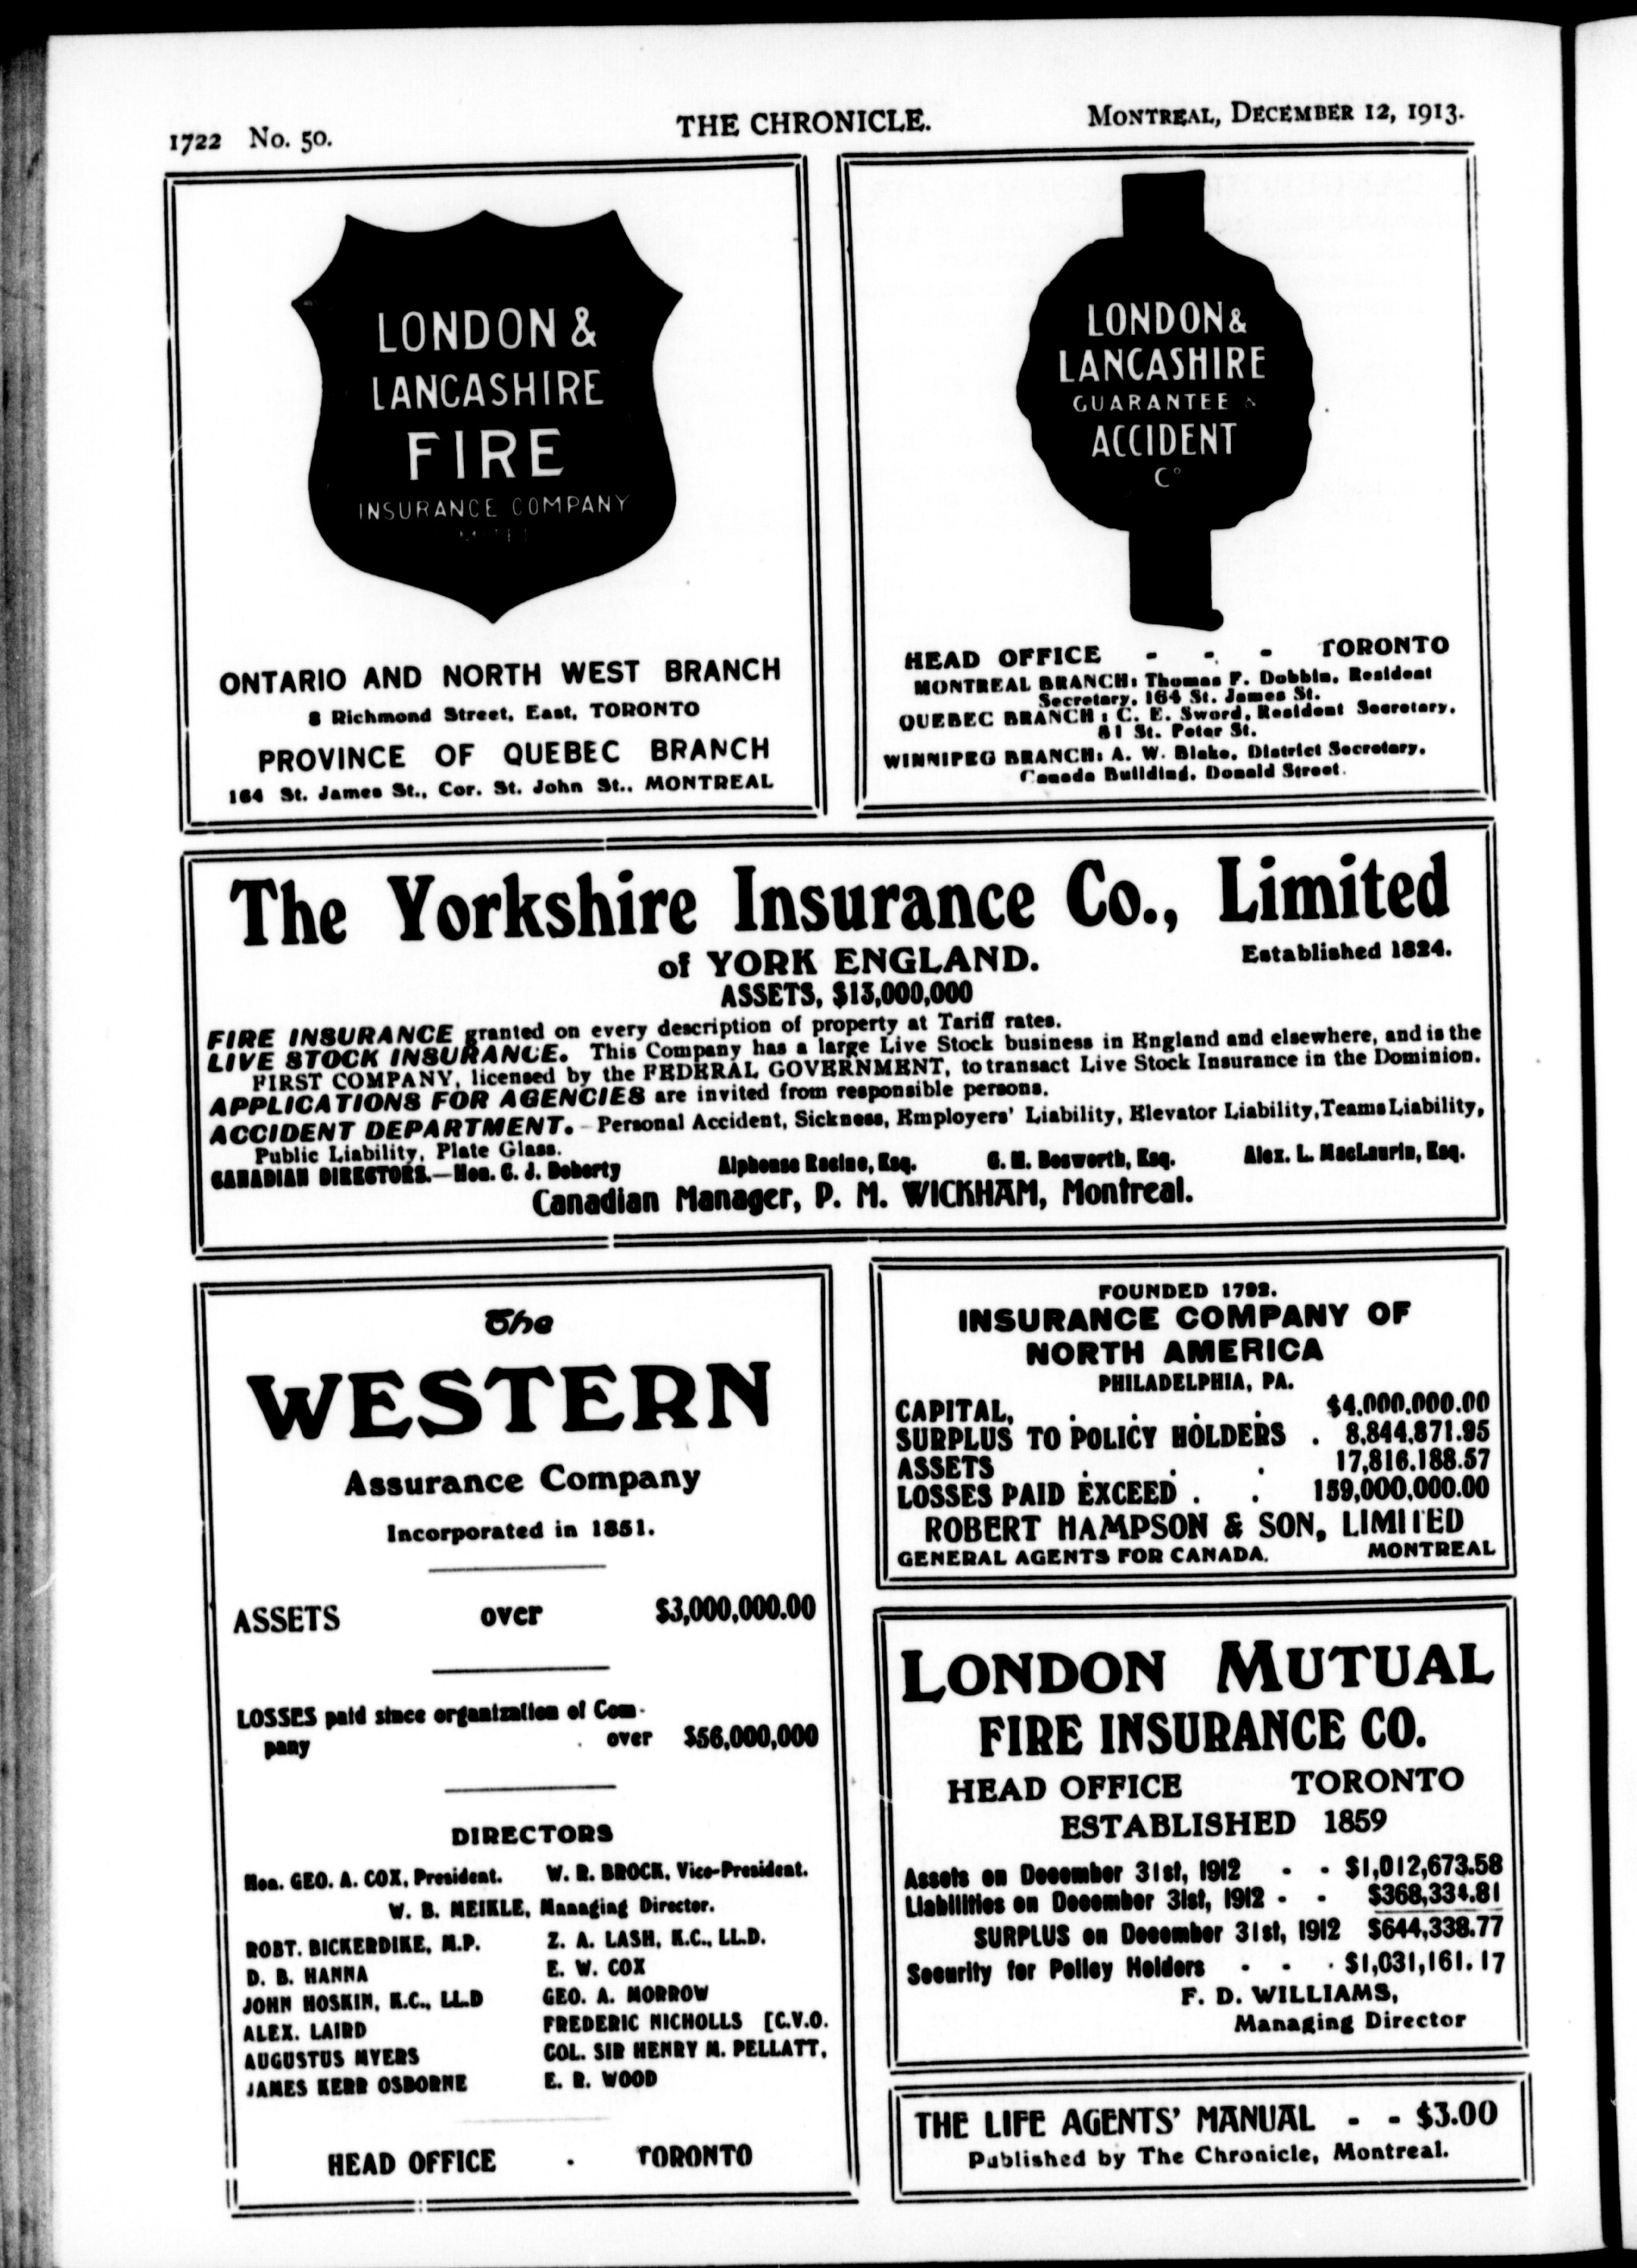 1722 No. 50.
THE CHRONICLE.
MONTREAL, DECEMBER 12, 1913.
LONDON &
LANCASHIRE
FIRE
INSURANCE COMPANY
ONTARIO AND NORTH WEST BRANCH
8 Richmond Street, East, TORONTO
PROVINCE OF QUEBEC BRANCH
164 St. James St., Cor. St. John St., MONTREAL
LONDON &
LANCASHIRE
GUARANTEE &
ACCIDENT
Co
HEAD OFFICE - - - TORONTO
MONTREAL BRANCH: Thomas F. Dobbin, Resident
Secretary, 164 St. James St.
QUEBEC BRANCH: C. E. Sword, Resident Secretary,
81 St. Peter St.
WINNIPEG BRANCH: A. W. Blake, District Secretary,
Canada Building, Donald Street.
The Yorkshire Insurance Co., Limited
of YORK ENGLAND.
Established 1824.
ASSETS, $13,000,000
FIRE INSURANCE granted on every description of property at Tariff rates.
LIVE STOCK INSURANCE. This Company has a large Live Stock business in England and elsewhere, and is the
FIRST COMPANY, licensed by the FEDERAL GOVERNMENT, to transact Live Stock Insurance in the Dominion.
APPLICATIONS FOR AGENCIES are invited from responsible persons.
ACCIDENT DEPARTMENT. - Personal Accident, Sickness, Employers' Liability, Elevator Liability, Teams Liability,
Public Liability, Plate Glass.
CANADIAN DIRECTORS.—Hon. C. J. Doherty Alphonse Racine, Esq. G. M. Bosworth, Esq. Alex. L. MacLaurin, Esq.
Canadian Manager, P. M. WICKHAM, Montreal.
The
WESTERN
Assurance Company
Incorporated in 1851.
ASSETS over $3,000,000.00
LOSSES paid since organization of Com-
pany . over $56,000,000
DIRECTORS
Hon. GEO. A. COX, President. W. R. BROCK, Vice-President.
W. B. MEIKLE, Managing Director.
ROBT. BICKERDIKE, M.P. Z. A. LASH, K.C., LL.D.
D. B. HANNA E. W. COX
JOHN HOSKIN, K.C., LL.D GEO. A. MORROW
ALEX. LAIRD FREDERIC NICHOLLS [C.V.O.
AUGUSTUS MYERS COL. SIR HENRY M. PELLATT,
JAMES KERR OSBORNE E. R. WOOD
HEAD OFFICE . TORONTO
FOUNDED 1792.
INSURANCE COMPANY OF
NORTH AMERICA
PHILADELPHIA, PA.
CAPITAL, . . . . $4,000,000.00
SURPLUS TO POLICY HOLDERS . 8,844,871.95
ASSETS . . . 17,816,188.57
LOSSES PAID EXCEED . . 159,000,000.00
ROBERT HAMPSON & SON, LIMITED
GENERAL AGENTS FOR CANADA. MONTREAL
LONDON MUTUAL
FIRE INSURANCE CO.
HEAD OFFICE TORONTO
ESTABLISHED 1859
Assets on December 31st, 1912 - - $1,012,673.58
Liabilities on December 31st, 1912 - - $368,334.81
SURPLUS on December 31st, 1912 $644,338.77
Security for Policy Holders - - - $1,031,161.17
F. D. WILLIAMS,
Managing Director
THE LIFE AGENTS' MANUAL - - $3.00
Published by The Chronicle, Montreal.